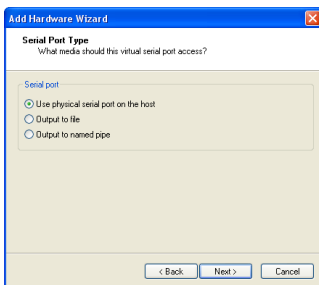 Add Hardware Wizard
Serial Port Type
What media should this virtual serial port access?
Serial port
Use physical serial port on the host
Output to file
Output to named pipe
< Back
Next >
Cancel